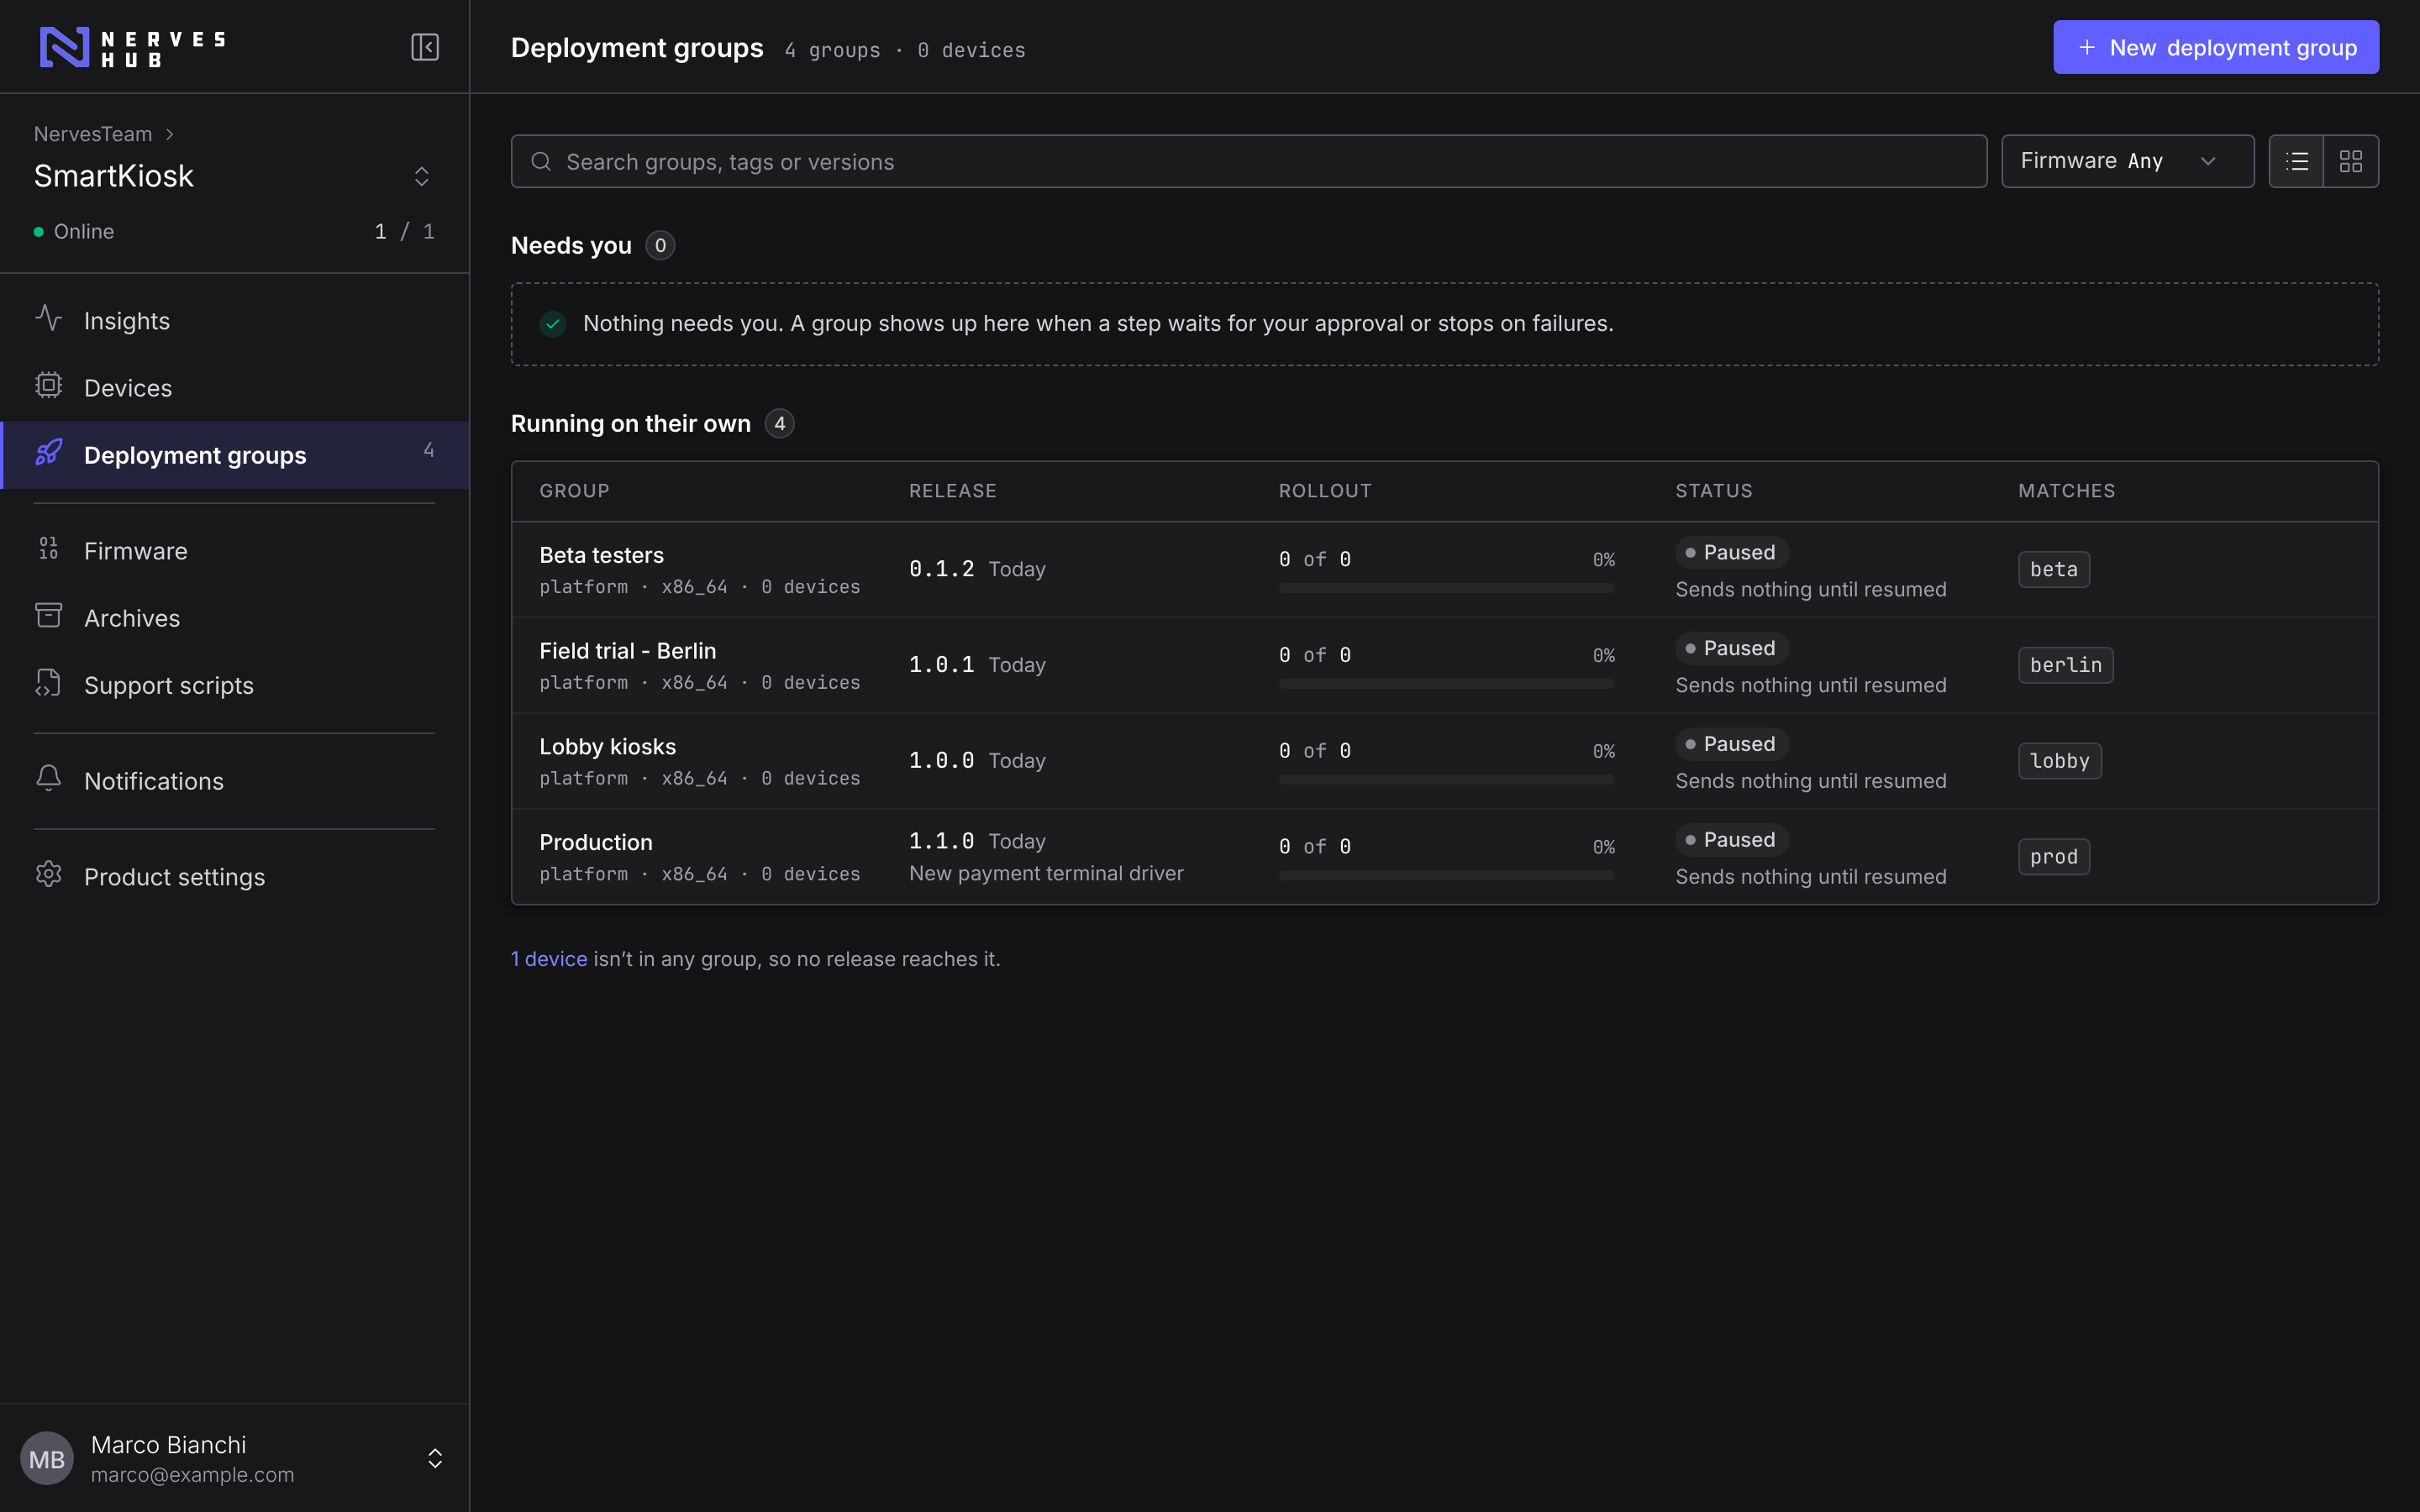 NERVES
HUB
NervesTeam
SmartKiosk
Online 1 / 1
Insights
Devices
Deployment groups 4
Firmware
Archives
Support scripts
Notifications
Product settings
MB
Marco Bianchi
marco@example.com
Deployment groups 4 groups · 0 devices
+ New deployment group
Search groups, tags or versions
Firmware Any
Needs you 0
Nothing needs you. A group shows up here when a step waits for your approval or stops on failures.
Running on their own 4
GROUP RELEASE ROLLOUT STATUS MATCHES
Beta testers
platform · x86_64 · 0 devices
0.1.2 Today
0 of 0 0%
Paused
Sends nothing until resumed
beta
Field trial - Berlin
platform · x86_64 · 0 devices
1.0.1 Today
0 of 0 0%
Paused
Sends nothing until resumed
berlin
Lobby kiosks
platform · x86_64 · 0 devices
1.0.0 Today
0 of 0 0%
Paused
Sends nothing until resumed
lobby
Production
platform · x86_64 · 0 devices
1.1.0 Today
New payment terminal driver
0 of 0 0%
Paused
Sends nothing until resumed
prod
1 device isn’t in any group, so no release reaches it.